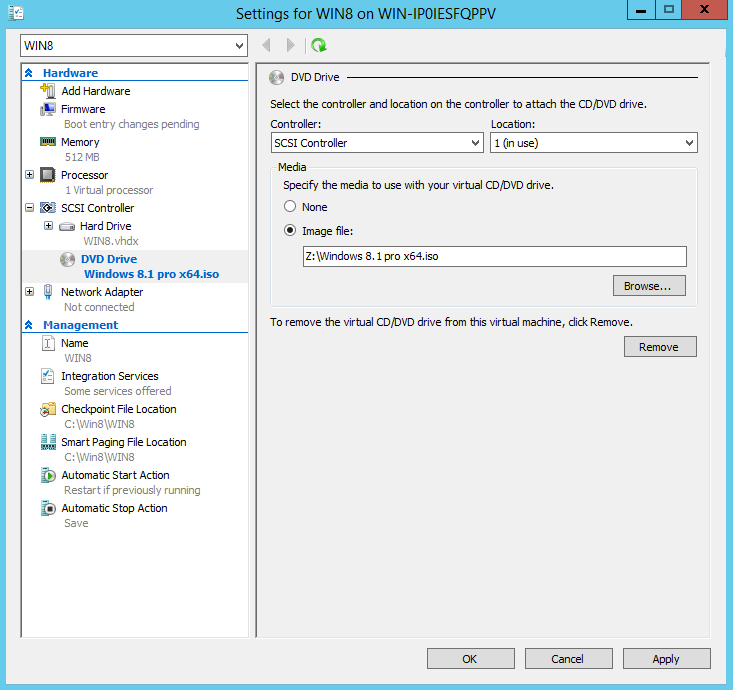 Settings for WIN8 on WIN-IP0IESFQPPV
WIN8
Hardware
Add Hardware
Firmware
Boot entry changes pending
Memory
512 MB
Processor
1 Virtual processor
SCSI Controller
Hard Drive
WIN8.vhdx
DVD Drive
Windows 8.1 pro x64.iso
Network Adapter
Not connected
Management
Name
WIN8
Integration Services
Some services offered
Checkpoint File Location
C:\Win8\WIN8
Smart Paging File Location
C:\Win8\WIN8
Automatic Start Action
Restart if previously running
Automatic Stop Action
Save
DVD Drive
Select the controller and location on the controller to attach the CD/DVD drive.
Controller: Location:
SCSI Controller 1 (in use)
Media
Specify the media to use with your virtual CD/DVD drive.
None
Image file:
Z:\Windows 8.1 pro x64.iso
Browse...
To remove the virtual CD/DVD drive from this virtual machine, click Remove.
Remove
OK Cancel Apply